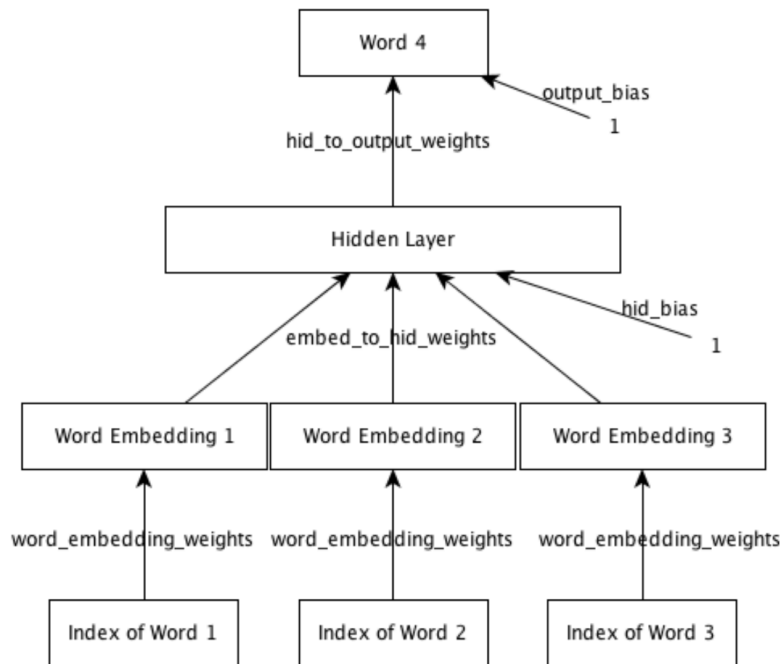 Word 4
output_bias
1
hid_to_output_weights
Hidden Layer
hid_bias
embed_to_hid_weights
1
Word Embedding 1
Word Embedding 2
Word Embedding 3
word_embedding_weights
word_embedding_weights
word_embedding_weights
Index of Word 1
Index of Word 2
Index of Word 3